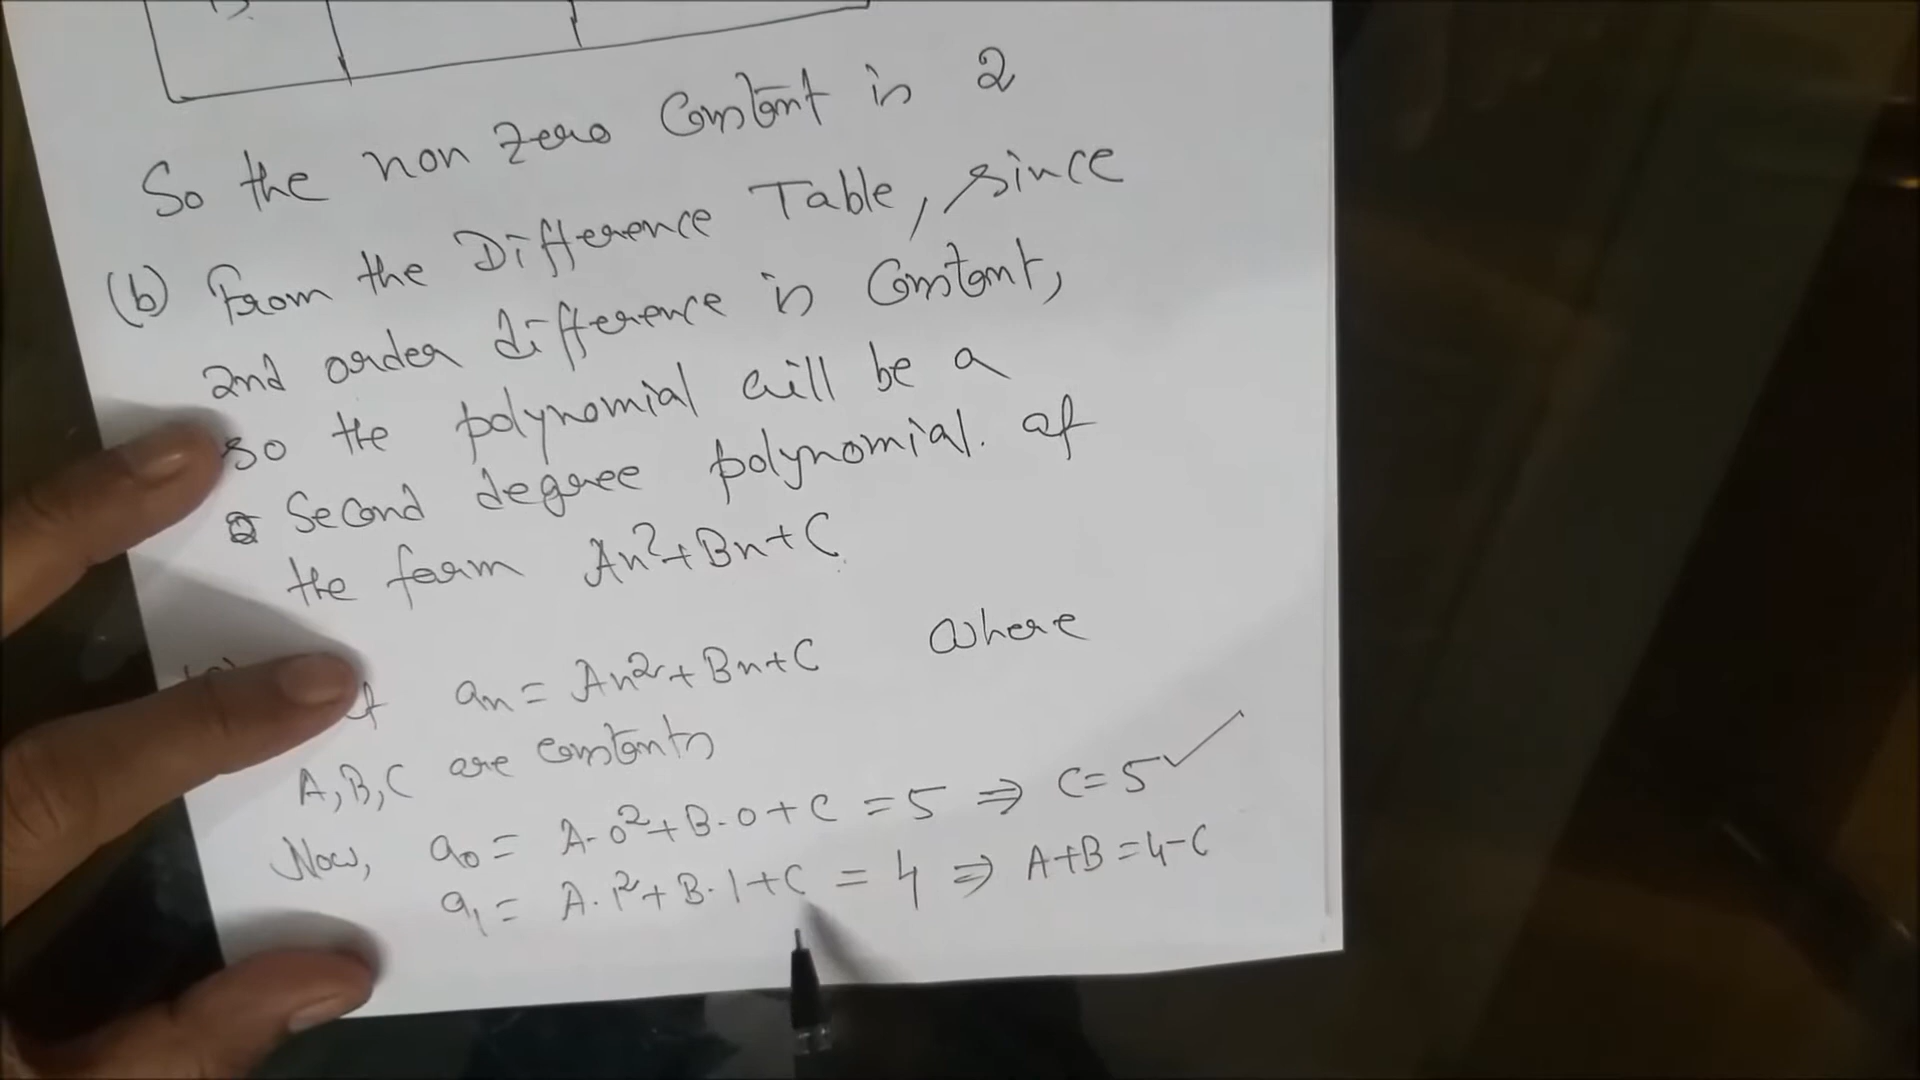 So the non zero Constant is 2
(b) From the Difference Table, since
2nd order difference is Constant,
so the polynomial will be a
Second degree polynomial. of
the form An²+Bn+C
an = An²+Bn+C where
A,B,C are constants
Now, a₀ = A·0²+B·0+C = 5 ⇒ C=5 ✓
a₁ = A·1²+B·1+C = 4 ⇒ A+B=4-C